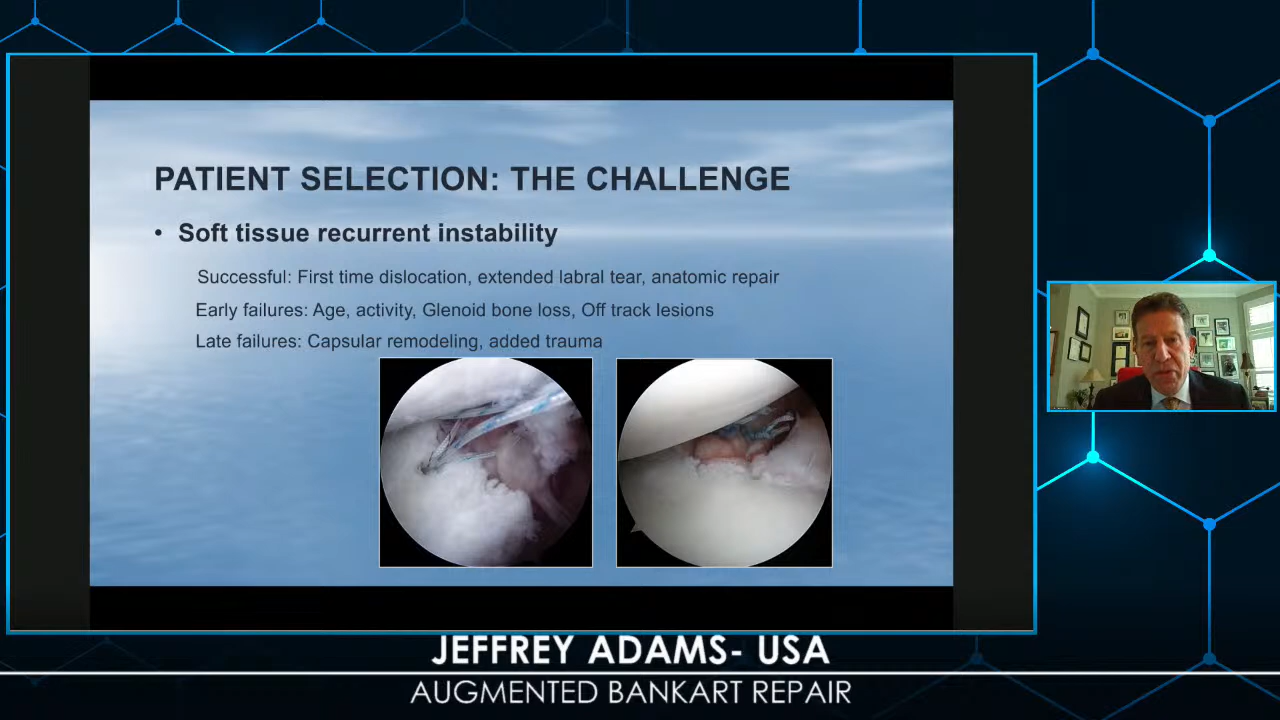 PATIENT SELECTION: THE CHALLENGE
• Soft tissue recurrent instability
Successful: First time dislocation, extended labral tear, anatomic repair
Early failures: Age, activity, Glenoid bone loss, Off track lesions
Late failures: Capsular remodeling, added trauma
JEFFREY ADAMS- USA
AUGMENTED BANKART REPAIR